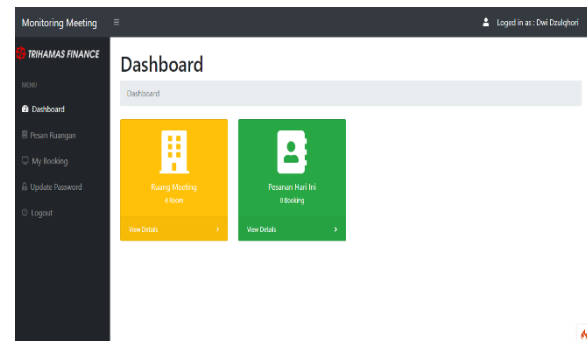 Monitoring Meeting
Loged in as : Dwi Dzulqhori
TRIHAMAS FINANCE
MENU
Dashboard
Pesan Ruangan
My Booking
Update Password
Logout
Dashboard
Dashboard
Ruang Meeting
4 Room
View Details
Pesanan Hari Ini
0 Booking
View Details